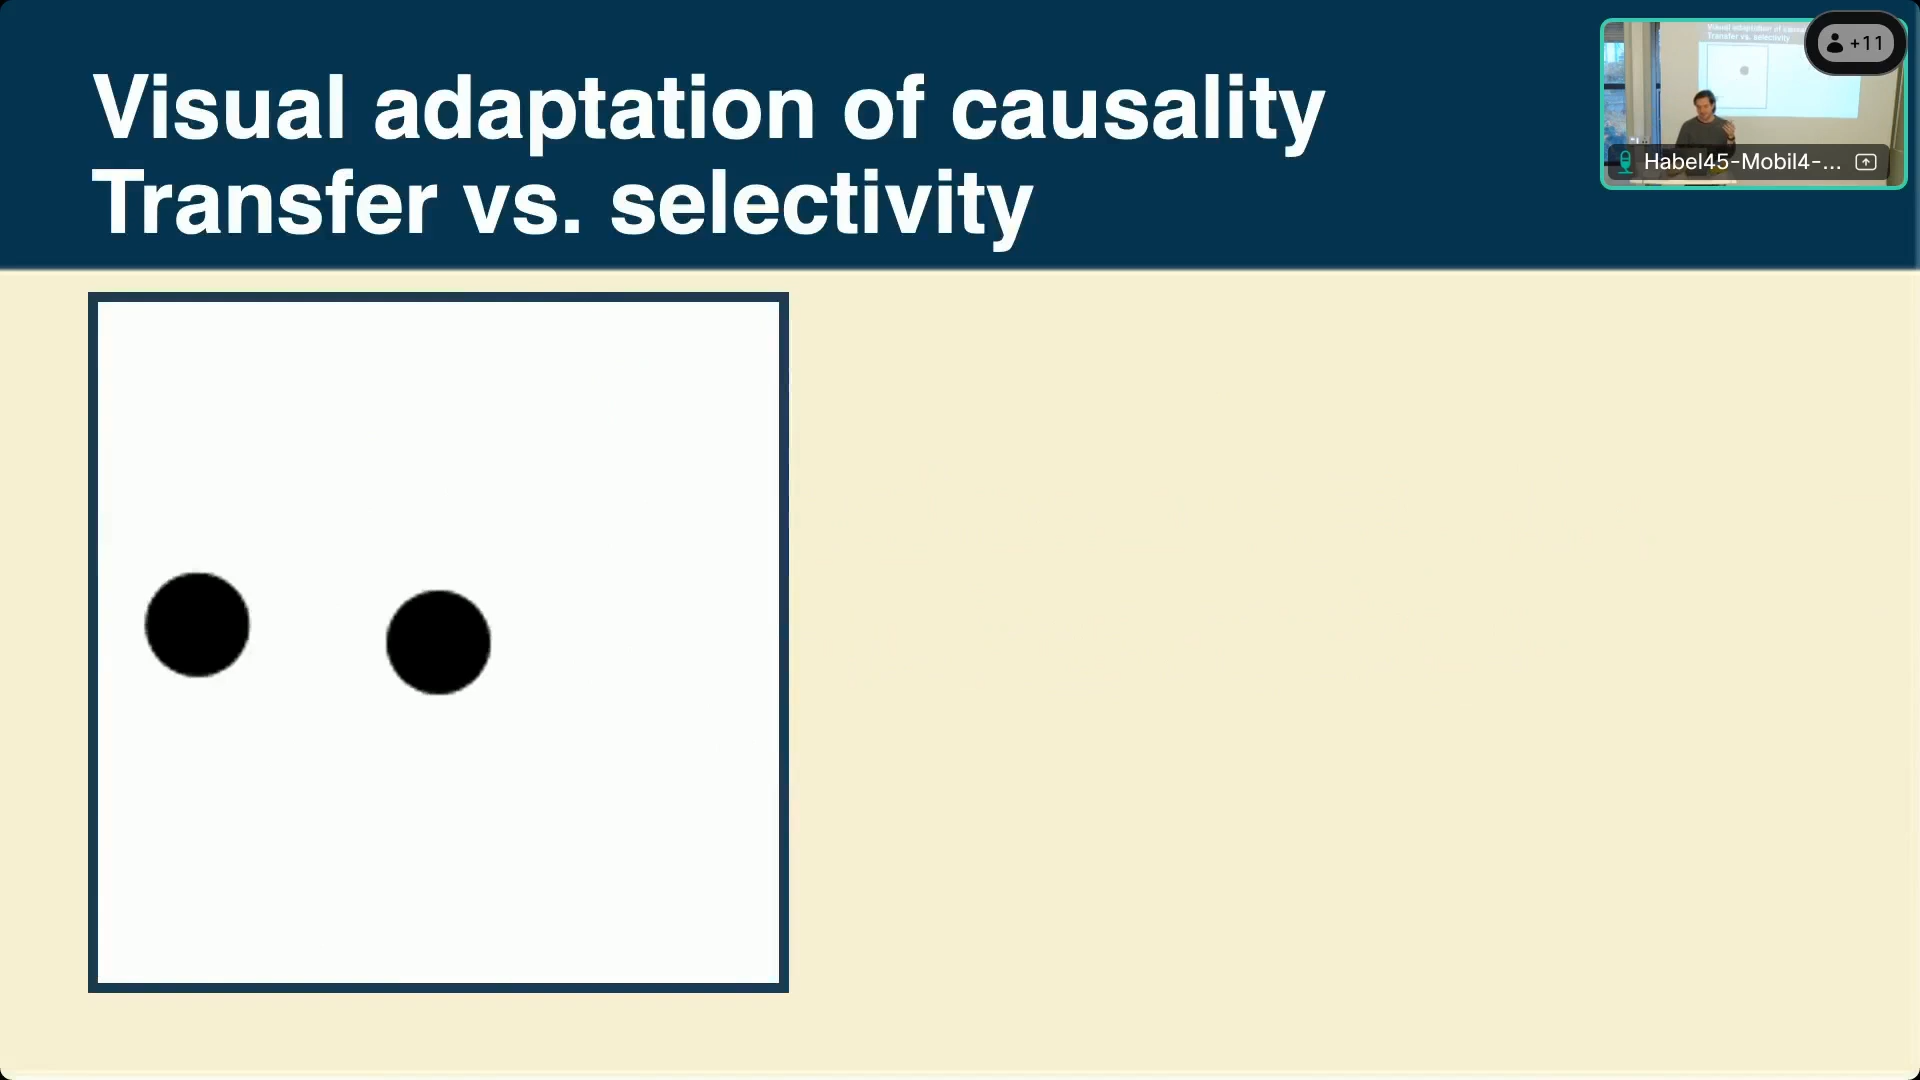 Visual adaptation of causality
Transfer vs. selectivity
+11
Habel45-Mobil4-...